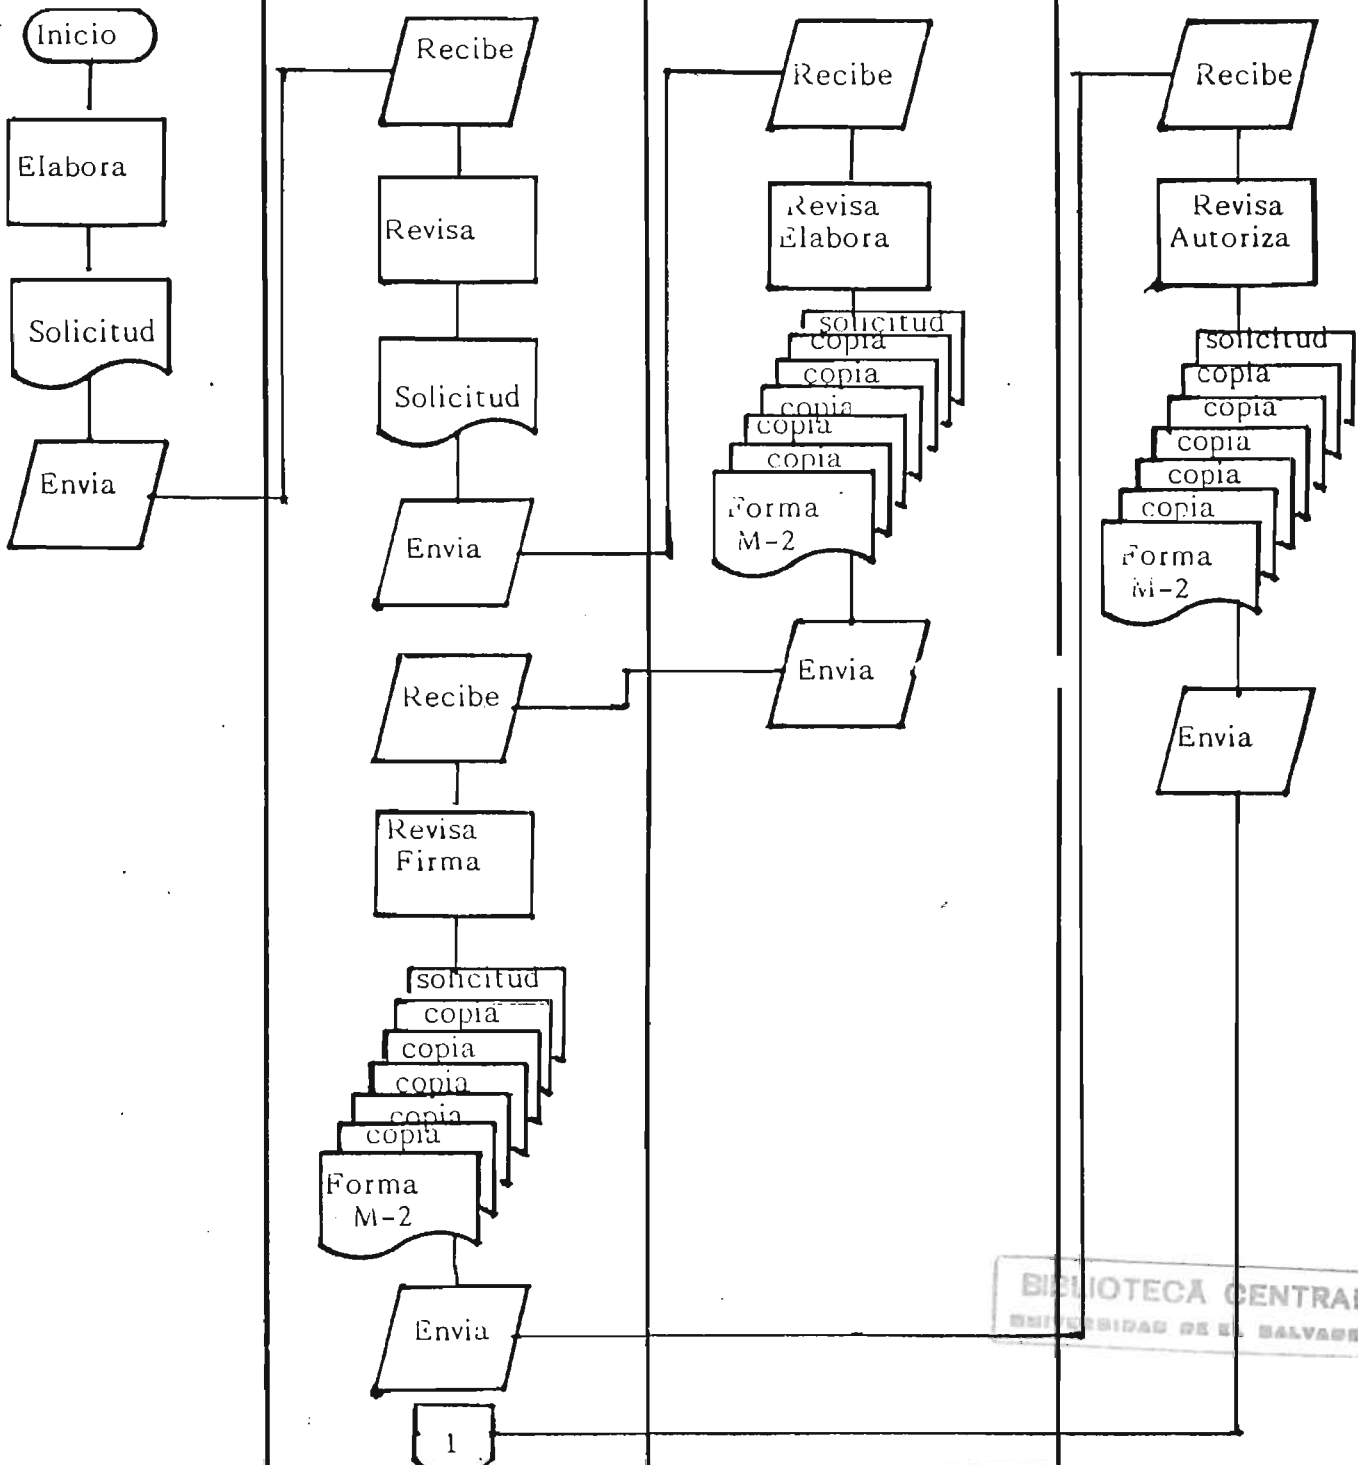 Inicio
Elabora
Solicitud
Envia
Recibe
Revisa
Solicitud
Envia
Recibe
Revisa
Firma
solicitud
copia
copia
copia
copia
copia
Forma
M-2
Envia
1
Recibe
Revisa
Elabora
solicitud
copia
copia
copia
copia
copia
Forma
M-2
Envia
Recibe
Revisa
Autoriza
solicitud
copia
copia
copia
copia
copia
Forma
M-2
Envia
BIBLIOTECA CENTRAL
UNIVERSIDAD DE EL SALVADOR